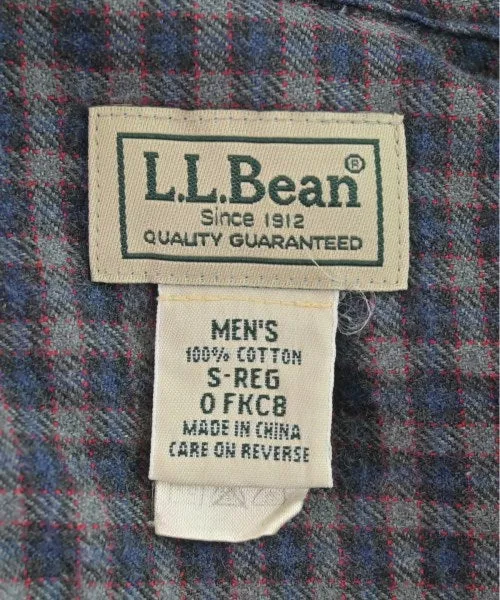 L.L.Bean®
Since 1912
QUALITY GUARANTEED
MEN'S
100% COTTON
S-REG
0 FKC8
MADE IN CHINA
CARE ON REVERSE